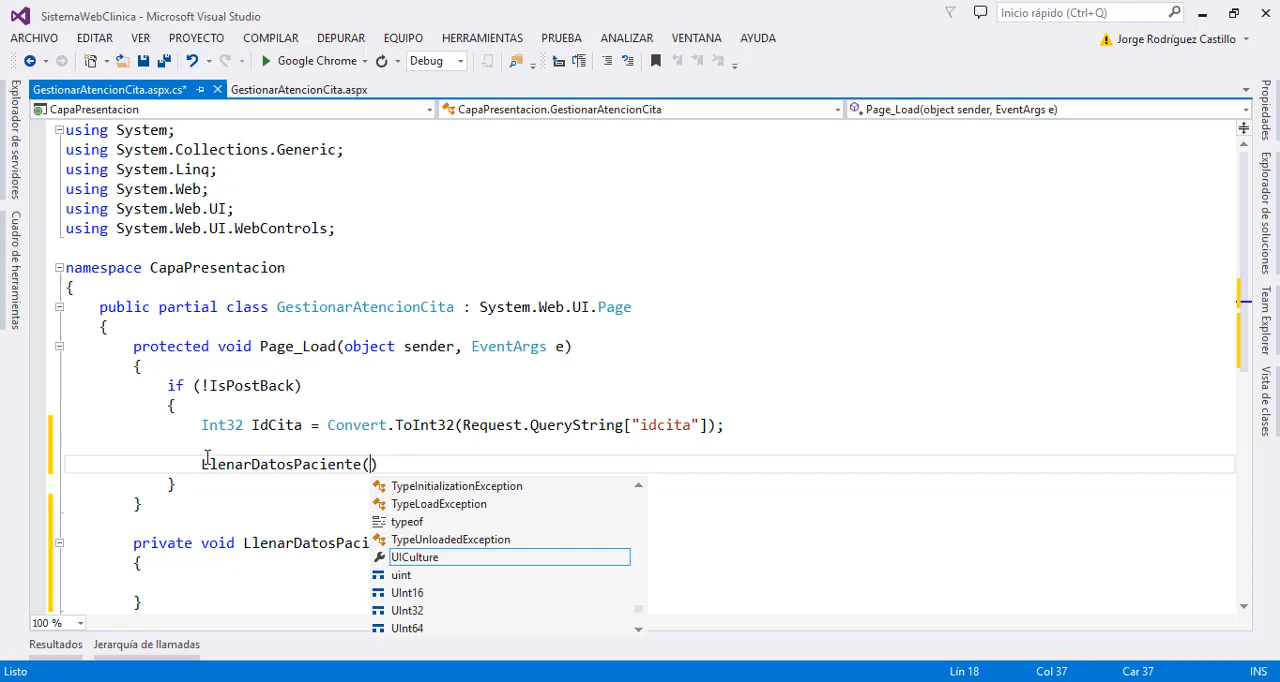 SistemaWebClinica - Microsoft Visual Studio
Inicio rápido (Ctrl+Q)
ARCHIVO EDITAR VER PROYECTO COMPILAR DEPURAR EQUIPO HERRAMIENTAS PRUEBA ANALIZAR VENTANA AYUDA
Jorge Rodríguez Castillo
Google Chrome
Debug
GestionarAtencionCita.aspx.cs*
GestionarAtencionCita.aspx
CapaPresentacion
CapaPresentacion.GestionarAtencionCita
Page_Load(object sender, EventArgs e)
Explorador de servidores
Cuadro de herramientas
using System;
using System.Collections.Generic;
using System.Linq;
using System.Web;
using System.Web.UI;
using System.Web.UI.WebControls;
namespace CapaPresentacion
{
public partial class GestionarAtencionCita : System.Web.UI.Page
{
protected void Page_Load(object sender, EventArgs e)
{
if (!IsPostBack)
{
Int32 IdCita = Convert.ToInt32(Request.QueryString["idcita"]);
LlenarDatosPaciente()
}
}
private void LlenarDatosPaci
{
}
TypeInitializationException
TypeLoadException
typeof
TypeUnloadedException
UICulture
uint
UInt16
UInt32
UInt64
Propiedades
Explorador de soluciones
Team Explorer
Vista de clases
100 %
Resultados Jerarquía de llamadas
Listo
Lín 18
Col 37
Car 37
INS